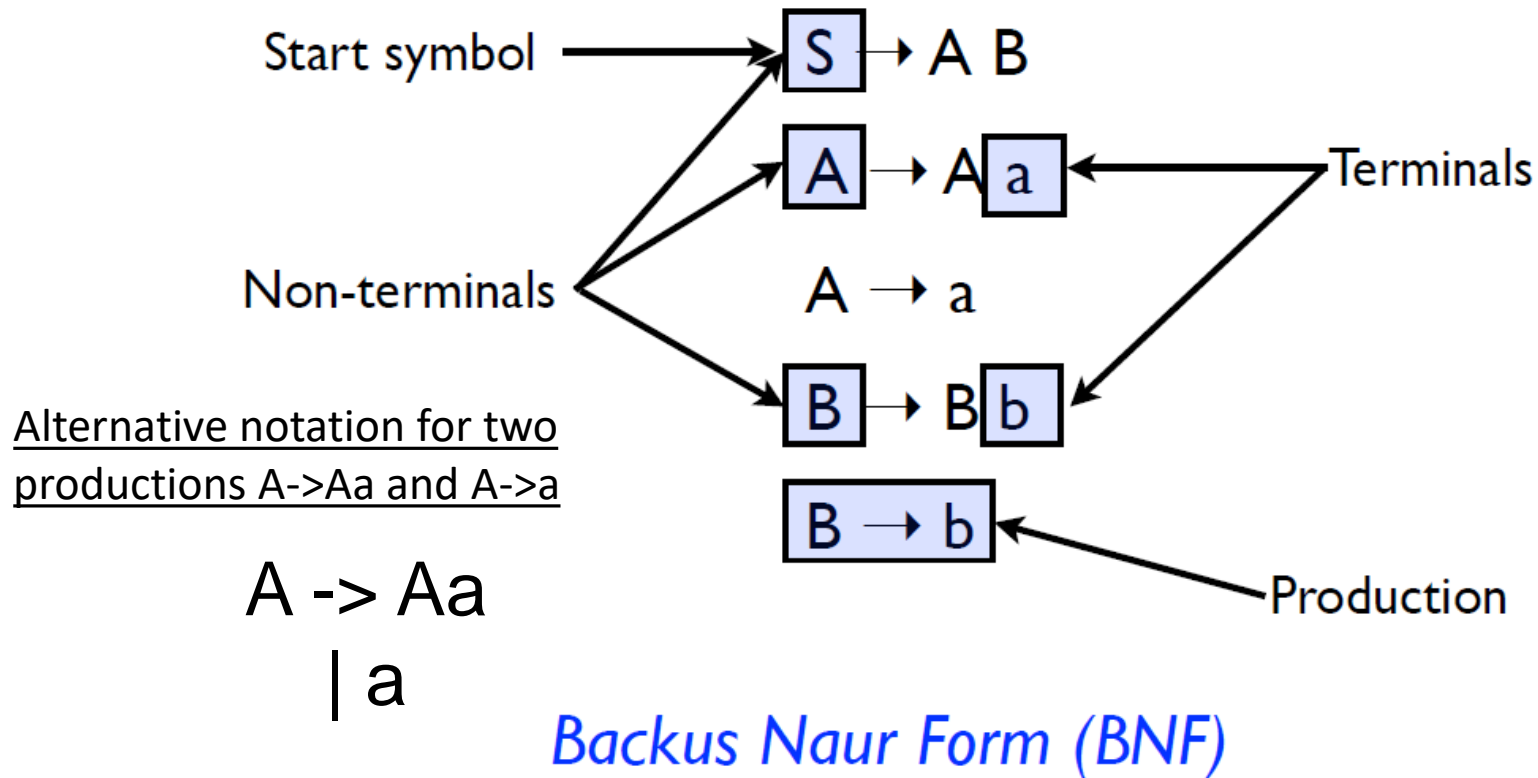 Start symbol
S → A B
A → A a
Terminals
Non-terminals
A → a
B → B b
Alternative notation for two
productions A->Aa and A->a
B → b
A -> Aa
Production
| a
Backus Naur Form (BNF)